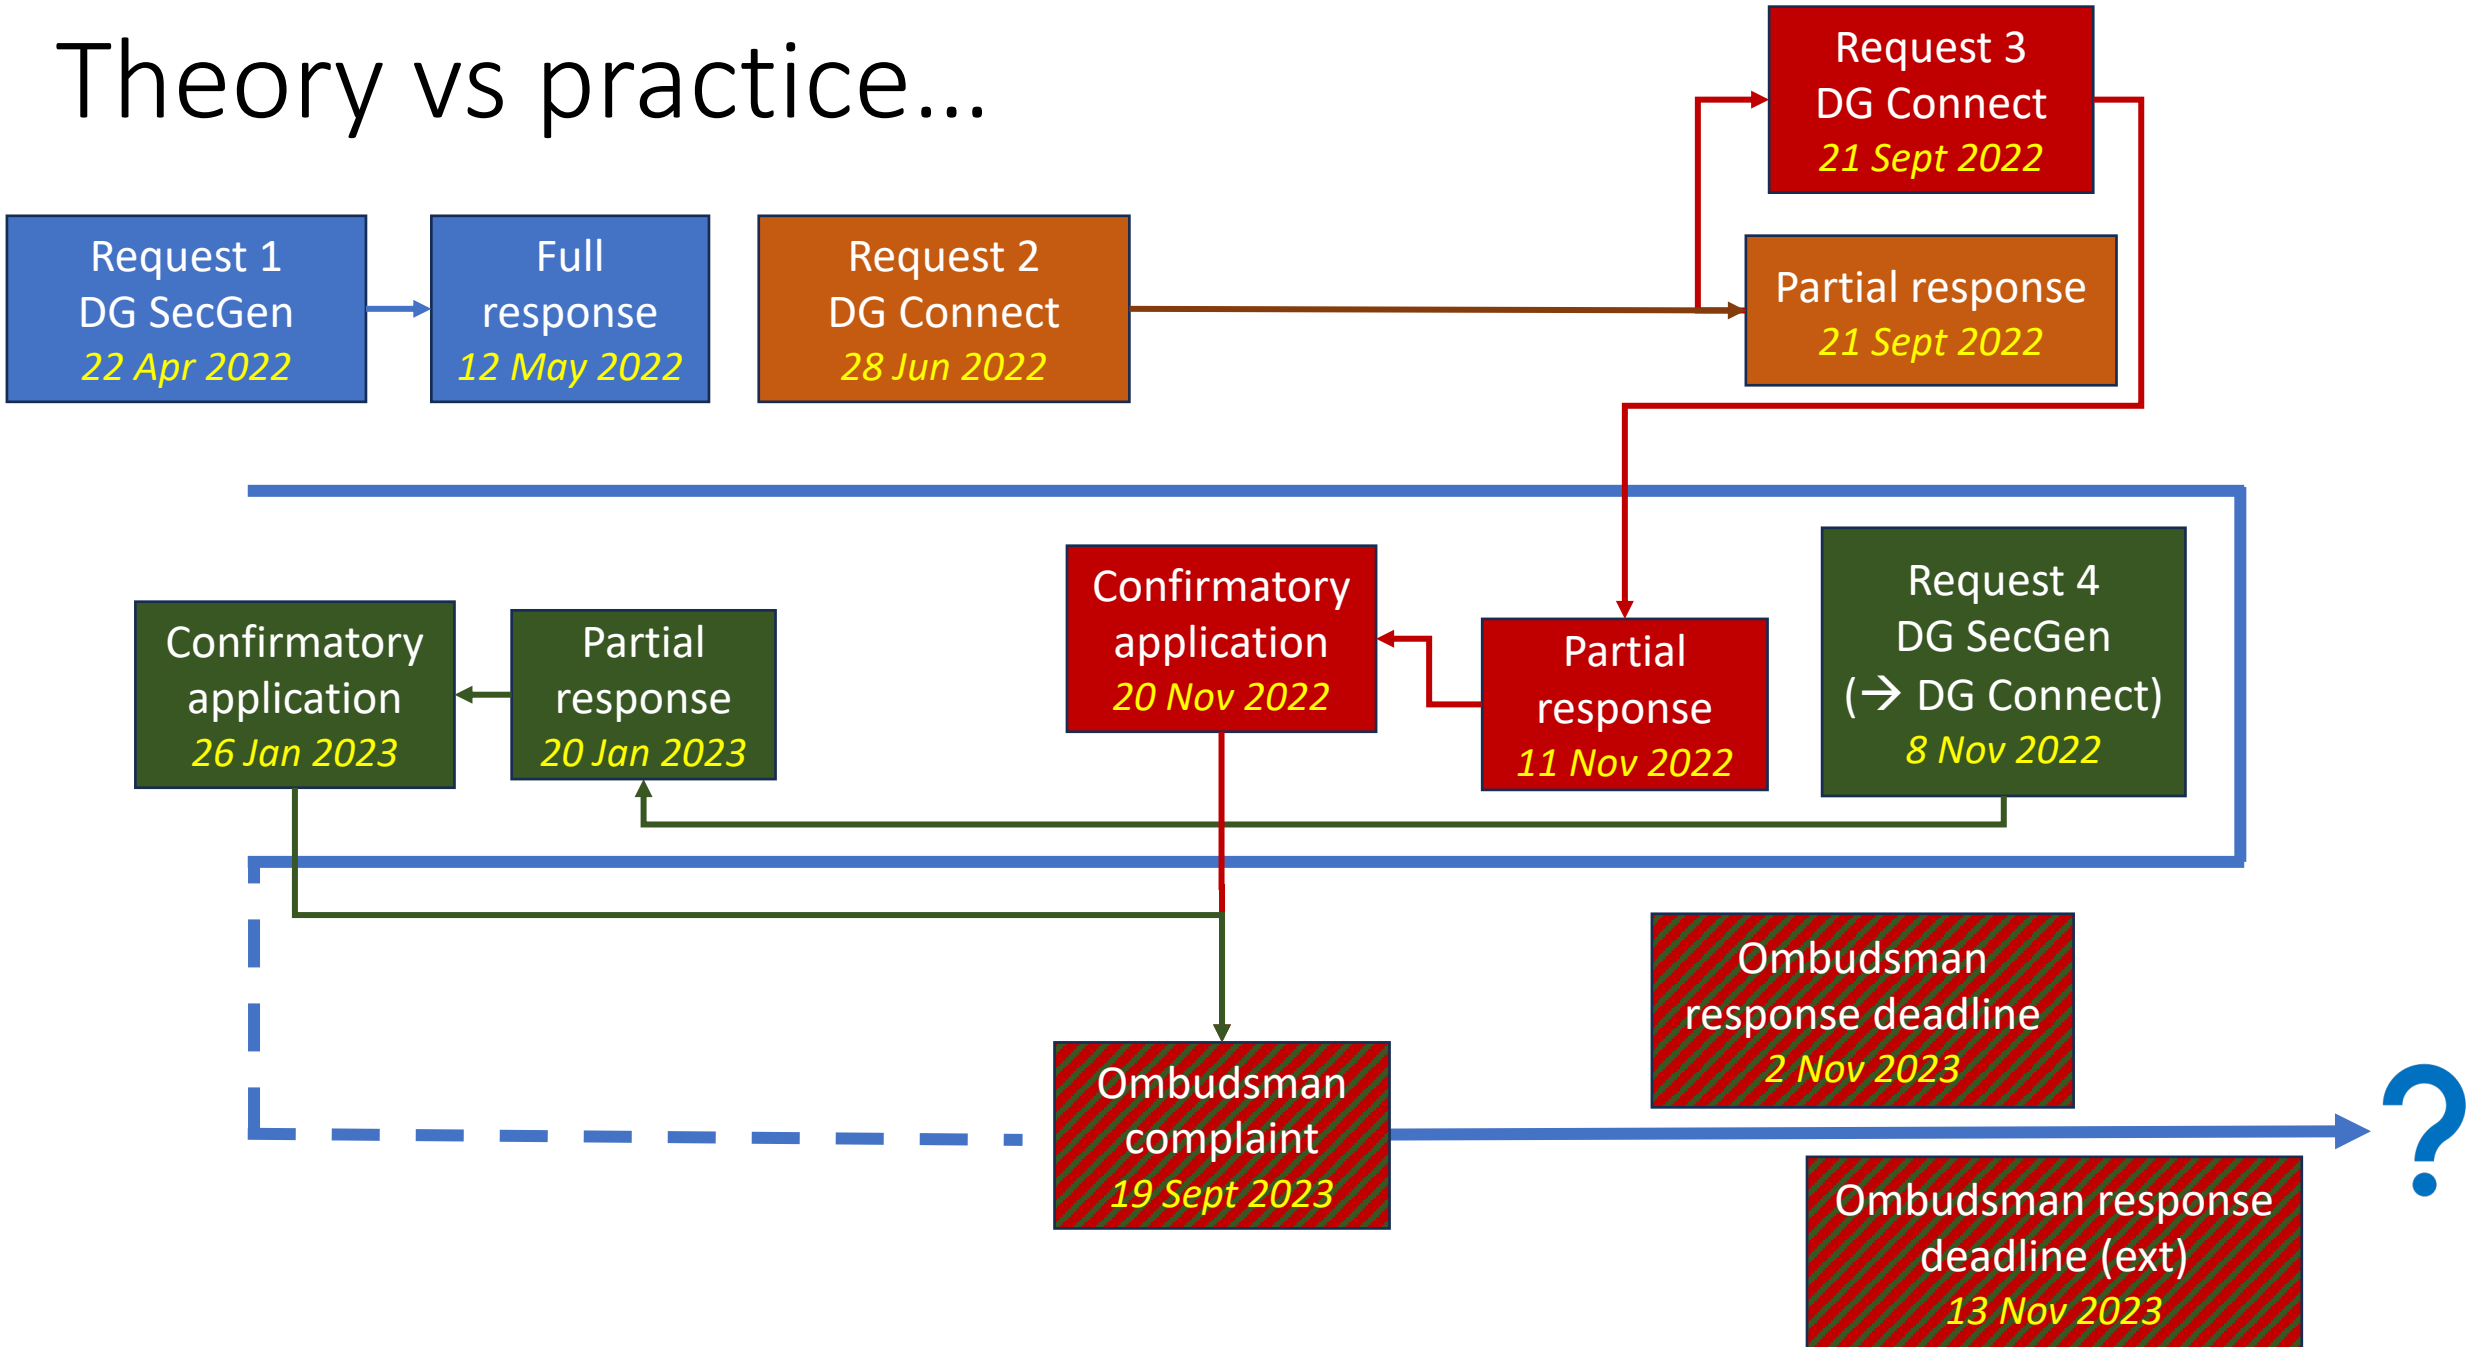 Theory vs practice...
Request 1
DG SecGen
22 Apr 2022
Full
response
12 May 2022
Request 2
DG Connect
28 Jun 2022
Request 3
DG Connect
21 Sept 2022
Partial response
21 Sept 2022
Request 4
DG SecGen
(→ DG Connect)
8 Nov 2022
Partial
response
11 Nov 2022
Confirmatory
application
20 Nov 2022
Partial
response
20 Jan 2023
Confirmatory
application
26 Jan 2023
Ombudsman
complaint
19 Sept 2023
Ombudsman
response deadline
2 Nov 2023
Ombudsman response
deadline (ext)
13 Nov 2023
?